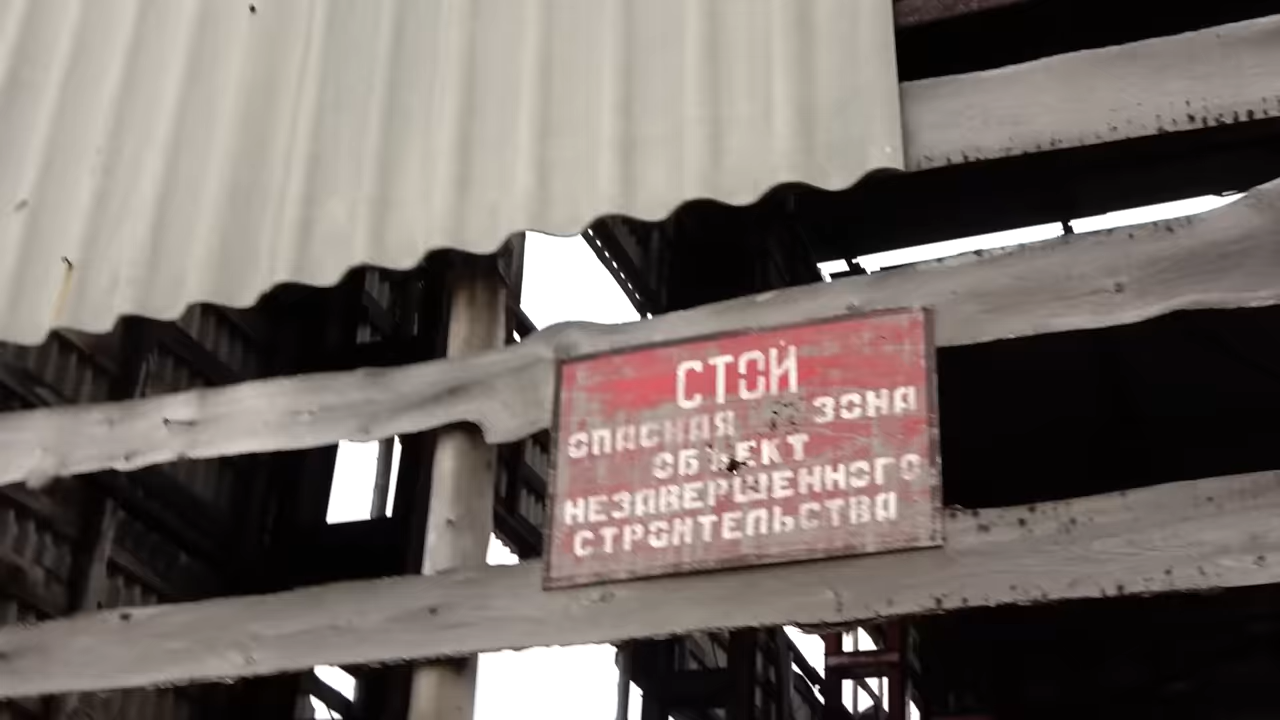 СТОЙ
ОПАСНАЯ ЗОНА
ОБЪЕКТ
НЕЗАВЕРШЕННОГО
СТРОИТЕЛЬСТВА